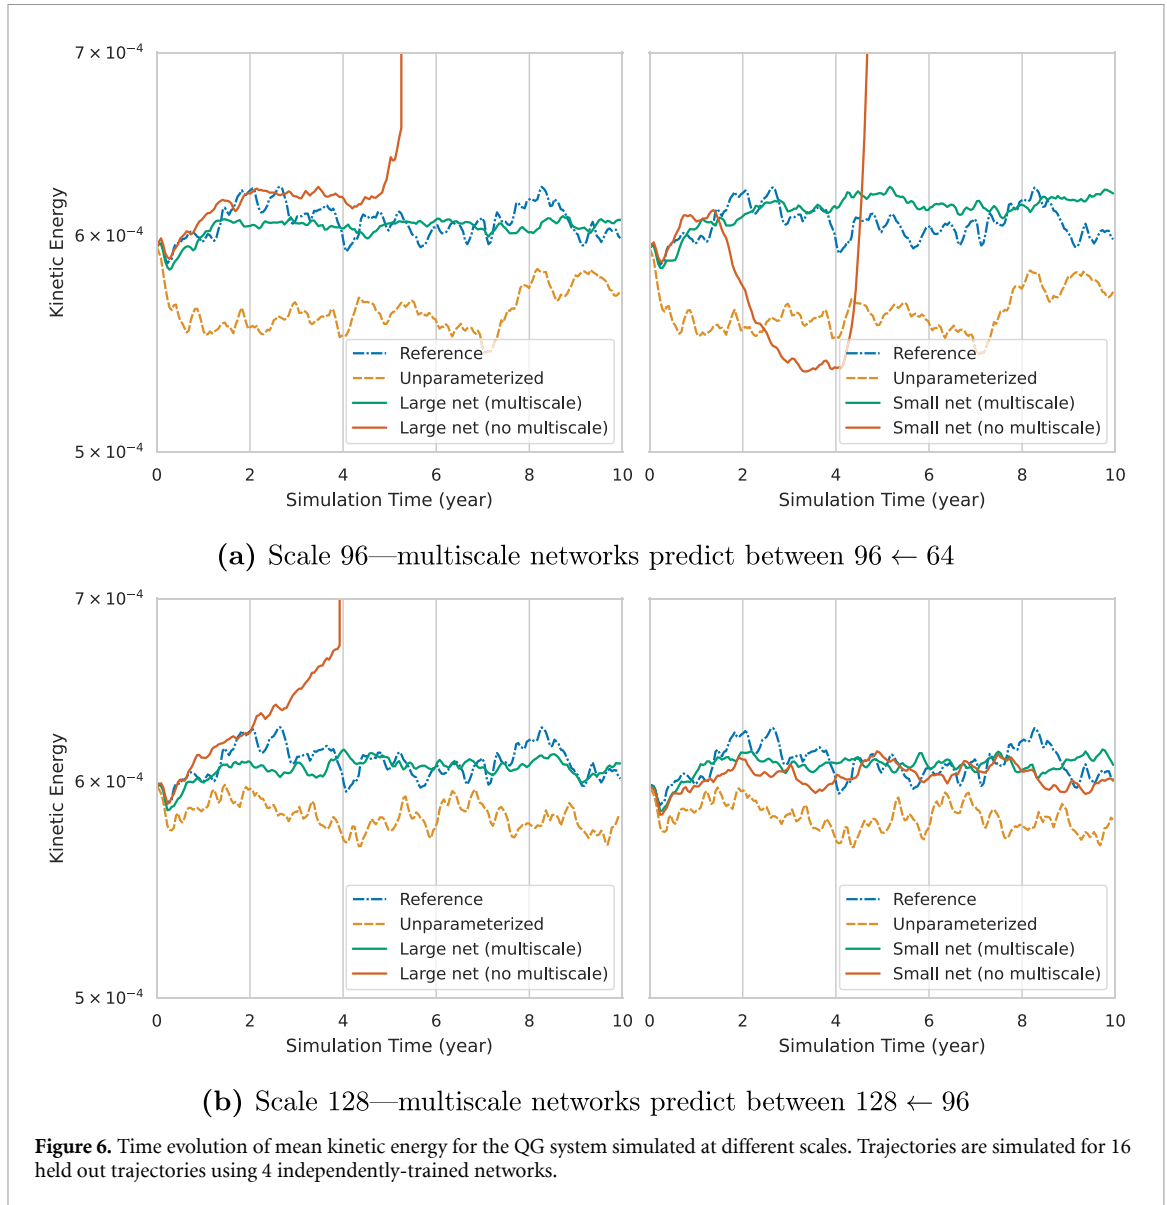 7 × 10⁻⁴
6 × 10⁻⁴
5 × 10⁻⁴
Kinetic Energy
Reference
Unparameterized
Large net (multiscale)
Large net (no multiscale)
0 2 4 6 8 10
Simulation Time (year)
Reference
Unparameterized
Small net (multiscale)
Small net (no multiscale)
0 2 4 6 8 10
Simulation Time (year)
(a) Scale 96—multiscale networks predict between 96 ← 64
7 × 10⁻⁴
6 × 10⁻⁴
5 × 10⁻⁴
Kinetic Energy
Reference
Unparameterized
Large net (multiscale)
Large net (no multiscale)
0 2 4 6 8 10
Simulation Time (year)
Reference
Unparameterized
Small net (multiscale)
Small net (no multiscale)
0 2 4 6 8 10
Simulation Time (year)
(b) Scale 128—multiscale networks predict between 128 ← 96
Figure 6. Time evolution of mean kinetic energy for the QG system simulated at different scales. Trajectories are simulated for 16
held out trajectories using 4 independently-trained networks.